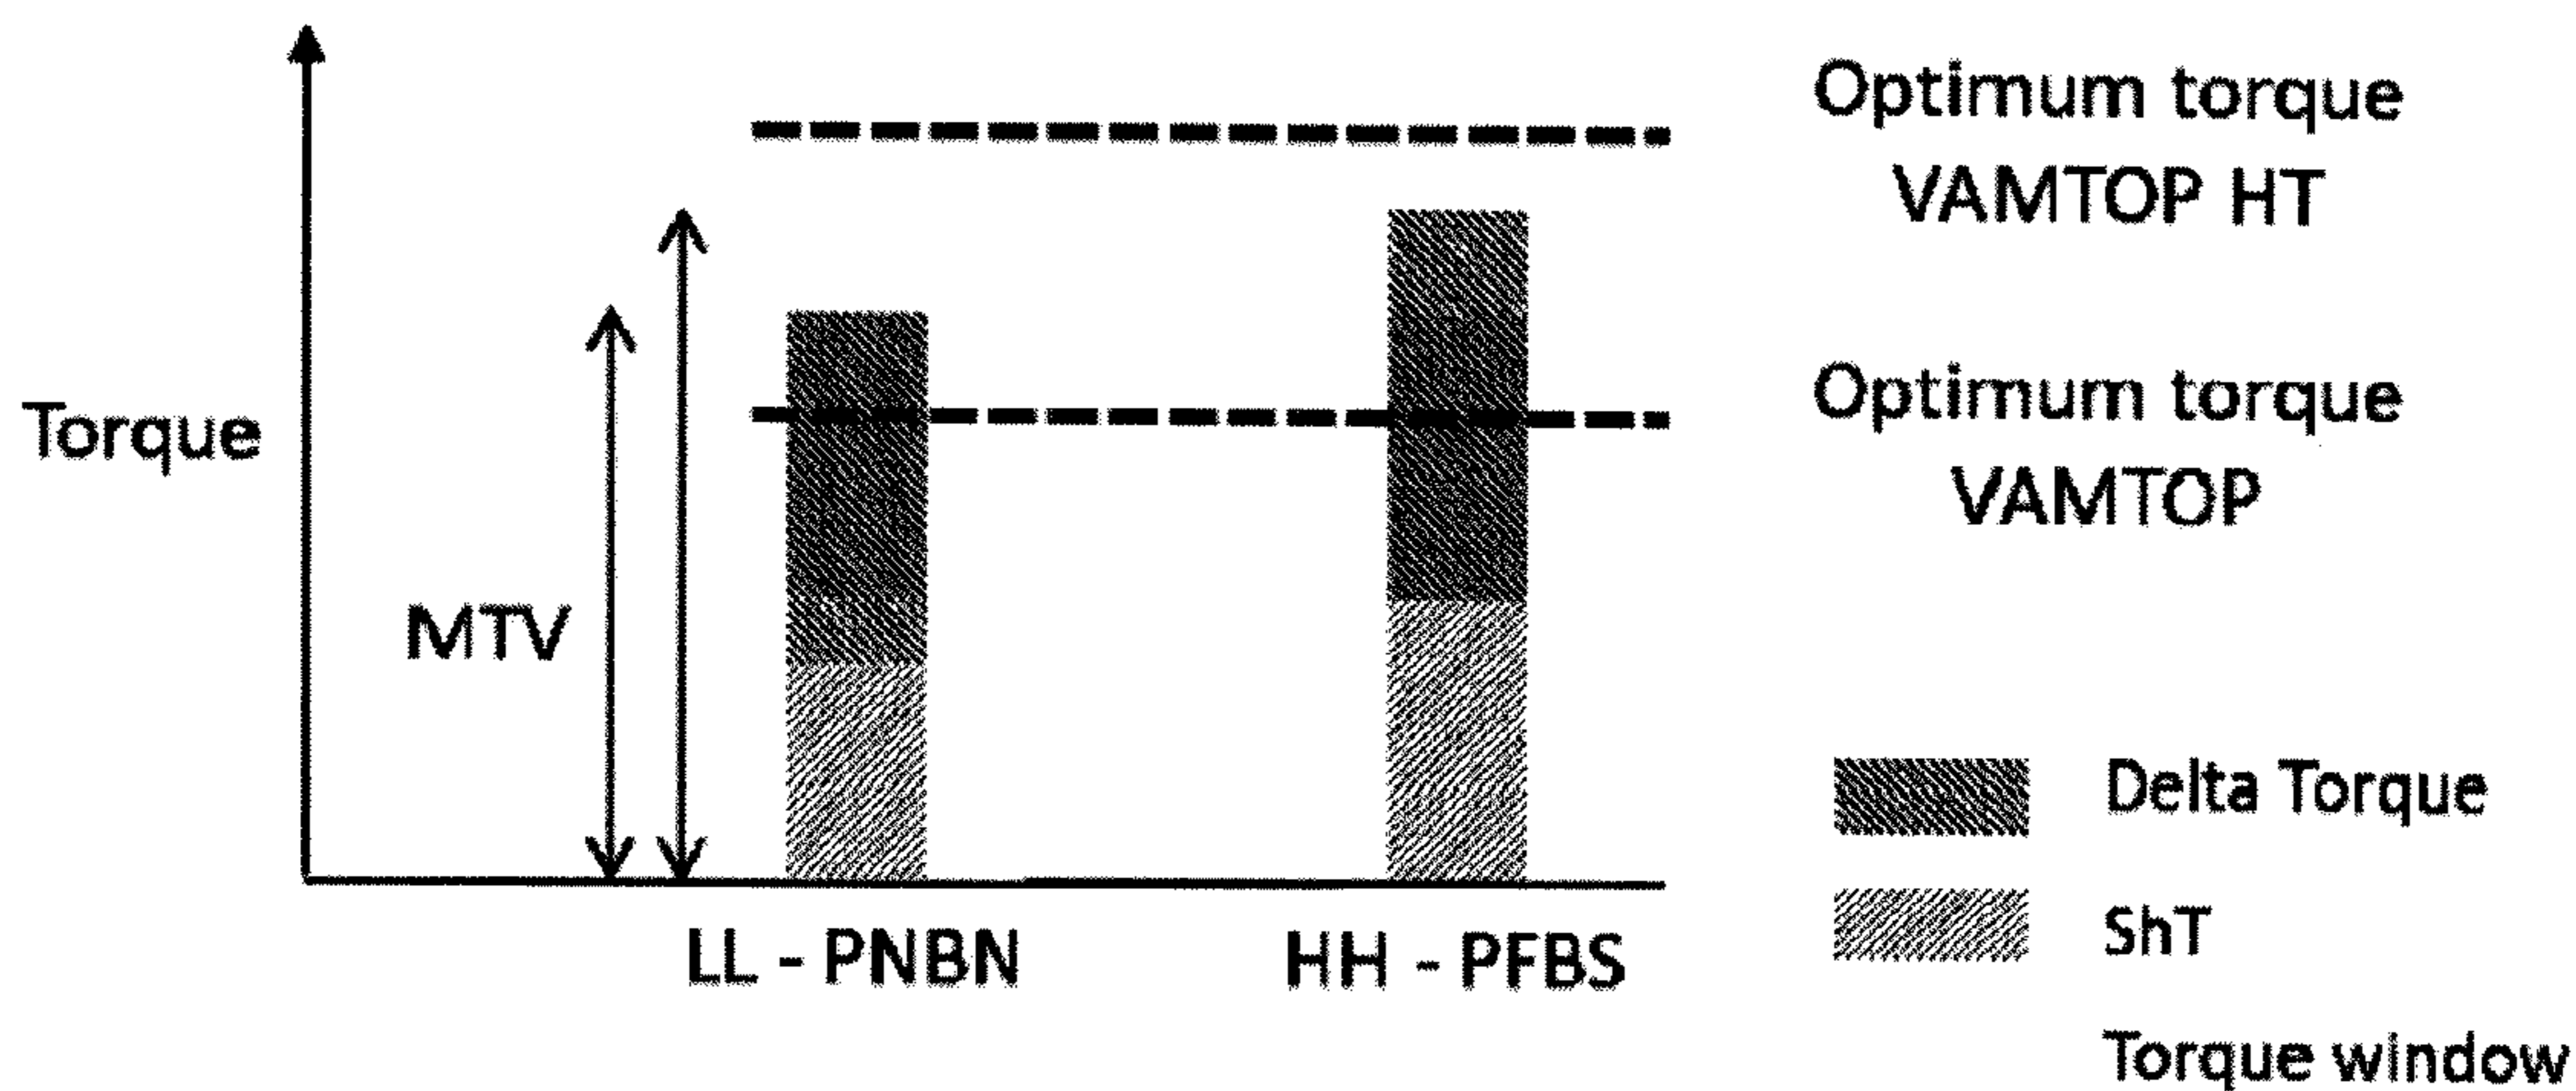 Optimum torque
VAMTOP HT
Optimum torque
VAMTOP
Torque
MTV
LL - PNBN
HH - PFBS
Delta Torque
ShT
Torque window